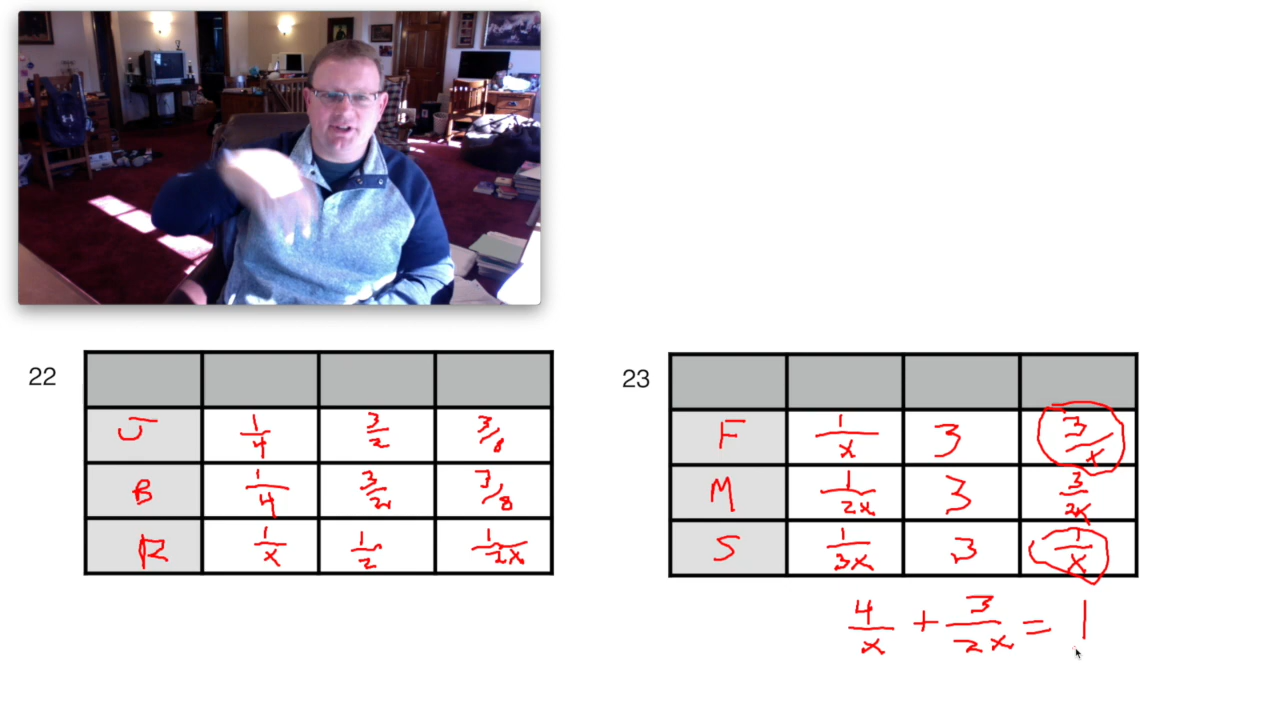 22
J 1/4 3/2 3/8
B 1/4 3/2 3/8
R 1/x 1/2 1/2x
23
F 1/x 3 3/x
M 1/2x 3 3/2x
S 1/3x 3 1/x
4/x + 3/2x = 1